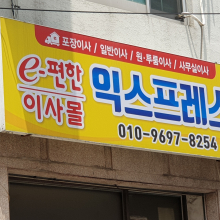 포장이사 / 일반이사 / 원·투룸이사 / 사무실이사
e-편한 익스프레스
이사몰
010-9697-8254